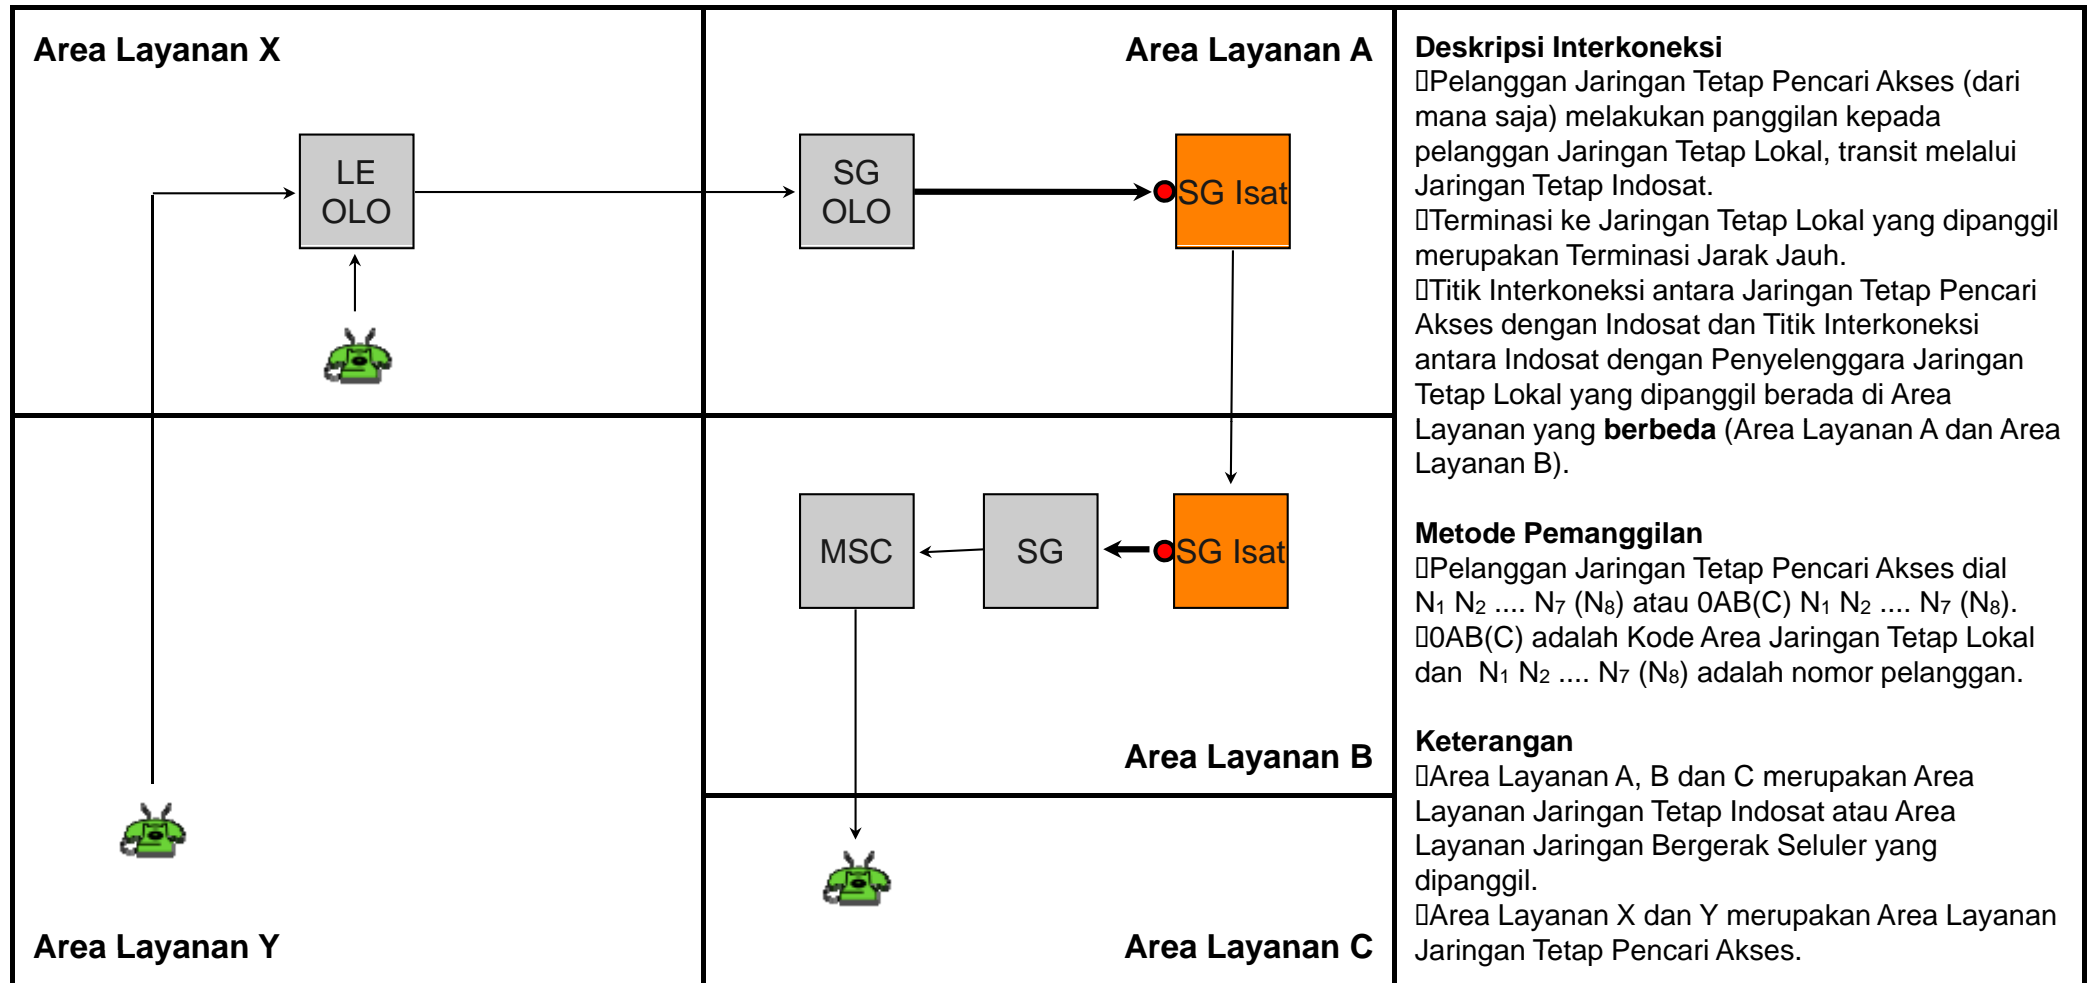 Area Layanan X
Area Layanan A
LE
OLO
SG
OLO
SG Isat
MSC
SG
SG Isat
Area Layanan B
Area Layanan Y
Area Layanan C
Deskripsi Interkoneksi
Pelanggan Jaringan Tetap Pencari Akses (dari
mana saja) melakukan panggilan kepada
pelanggan Jaringan Tetap Lokal, transit melalui
Jaringan Tetap Indosat.
Terminasi ke Jaringan Tetap Lokal yang dipanggil
merupakan Terminasi Jarak Jauh.
Titik Interkoneksi antara Jaringan Tetap Pencari
Akses dengan Indosat dan Titik Interkoneksi
antara Indosat dengan Penyelenggara Jaringan
Tetap Lokal yang dipanggil berada di Area
Layanan yang berbeda (Area Layanan A dan Area
Layanan B).
Metode Pemanggilan
Pelanggan Jaringan Tetap Pencari Akses dial
N₁ N₂ .... N₇ (N₈) atau 0AB(C) N₁ N₂ .... N₇ (N₈).
0AB(C) adalah Kode Area Jaringan Tetap Lokal
dan N₁ N₂ .... N₇ (N₈) adalah nomor pelanggan.
Keterangan
Area Layanan A, B dan C merupakan Area
Layanan Jaringan Tetap Indosat atau Area
Layanan Jaringan Bergerak Seluler yang
dipanggil.
Area Layanan X dan Y merupakan Area Layanan
Jaringan Tetap Pencari Akses.